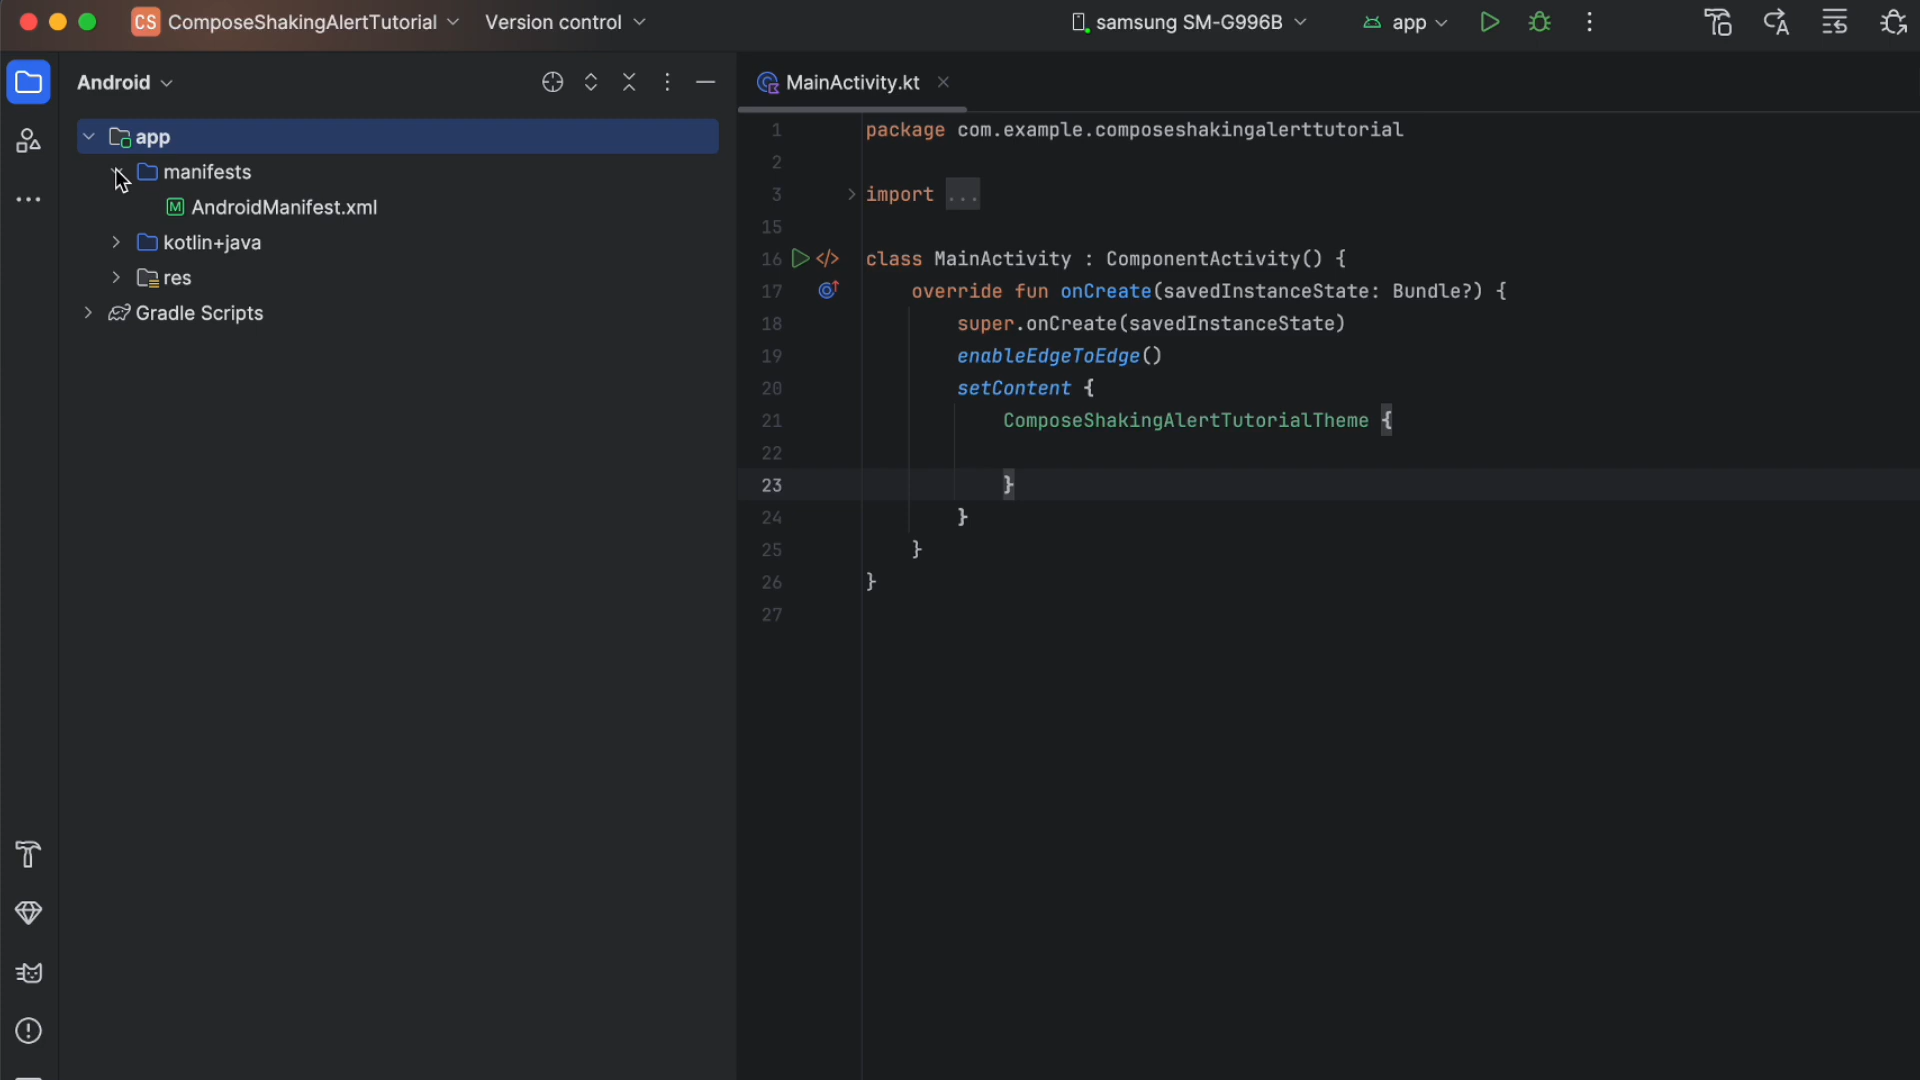 CS ComposeShakingAlertTutorial Version control samsung SM-G996B app
Android
app
manifests
AndroidManifest.xml
kotlin+java
res
Gradle Scripts
MainActivity.kt
1 package com.example.composeshakingalerttutorial
2
3 import ...
15
16 class MainActivity : ComponentActivity() {
17 override fun onCreate(savedInstanceState: Bundle?) {
18 super.onCreate(savedInstanceState)
19 enableEdgeToEdge()
20 setContent {
21 ComposeShakingAlertTutorialTheme {
22
23 }
24 }
25 }
26 }
27